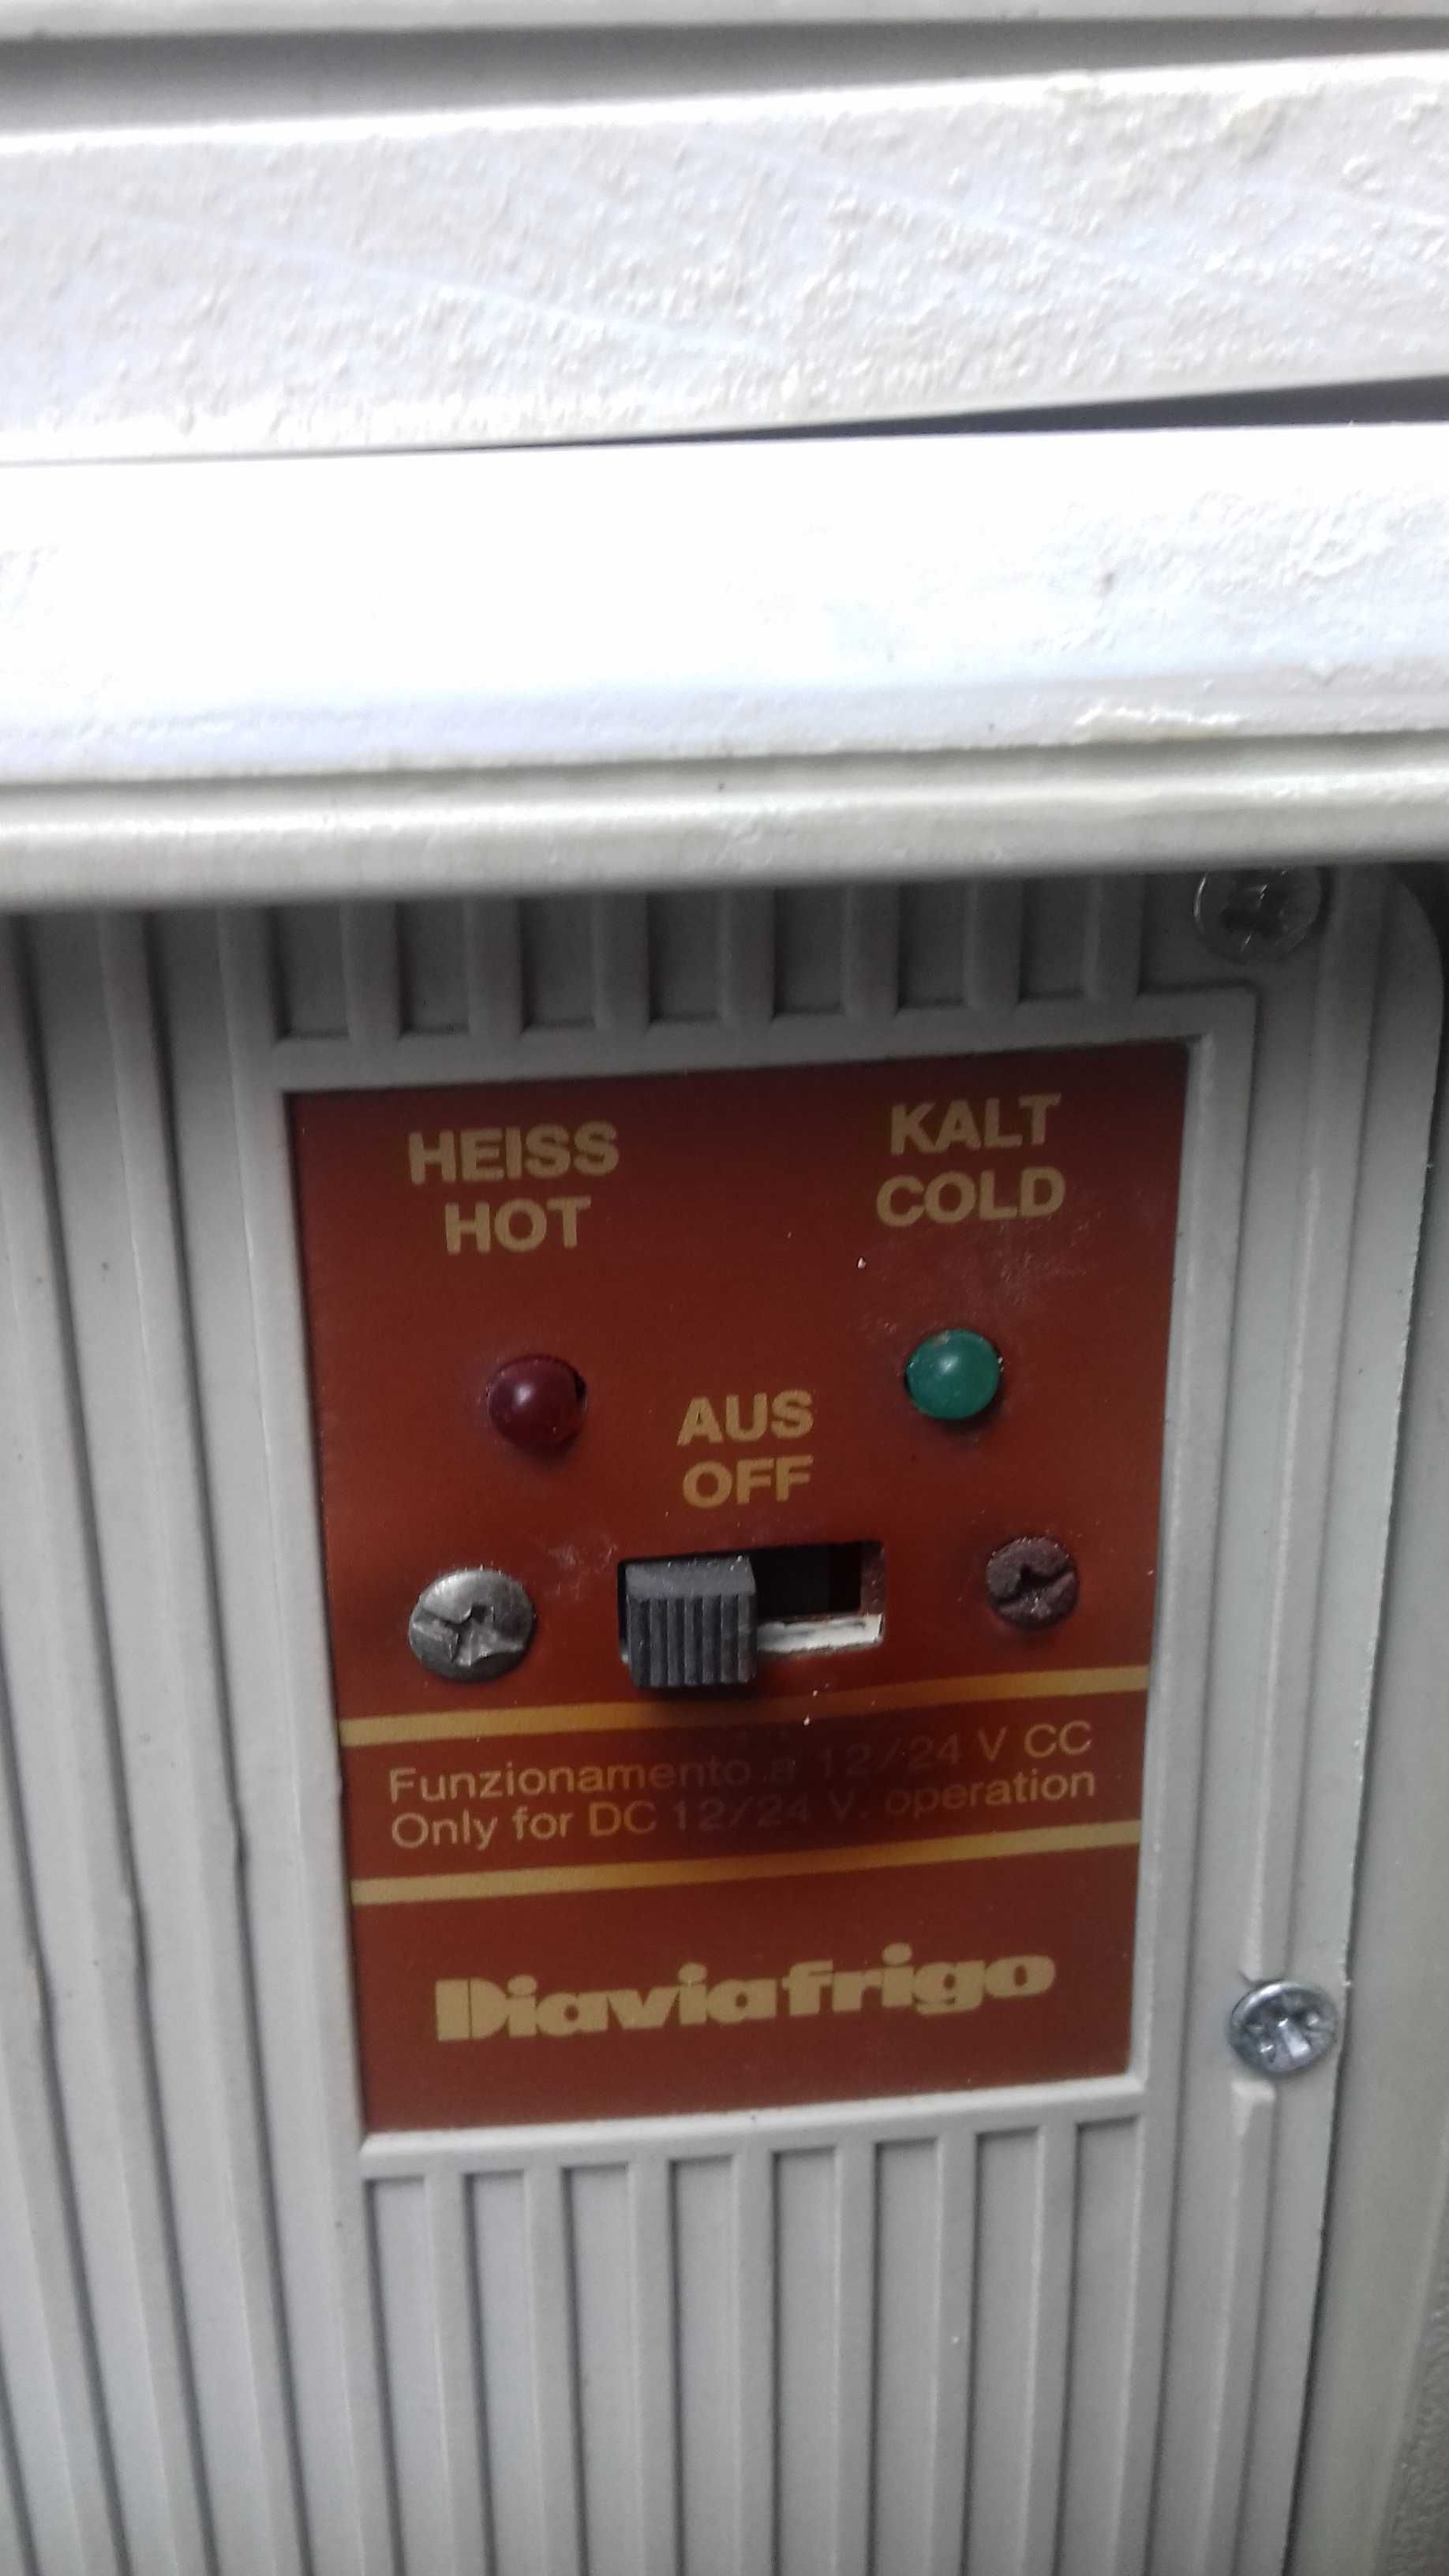 HEISS
HOT
KALT
COLD
AUS
OFF
Funzionamento a 12/24 V CC
Only for DC 12/24 V. operation
Diaviafrigo